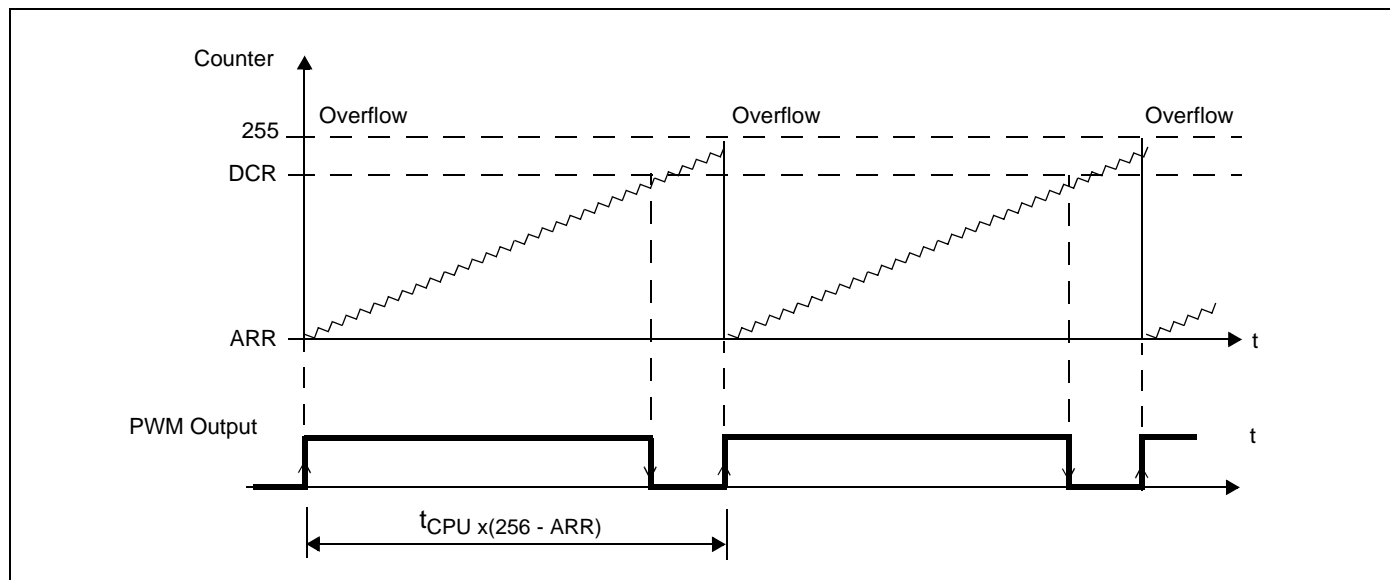 Counter
Overflow Overflow Overflow
255
DCR
ARR
t
PWM Output
t
tCPU x(256 - ARR)